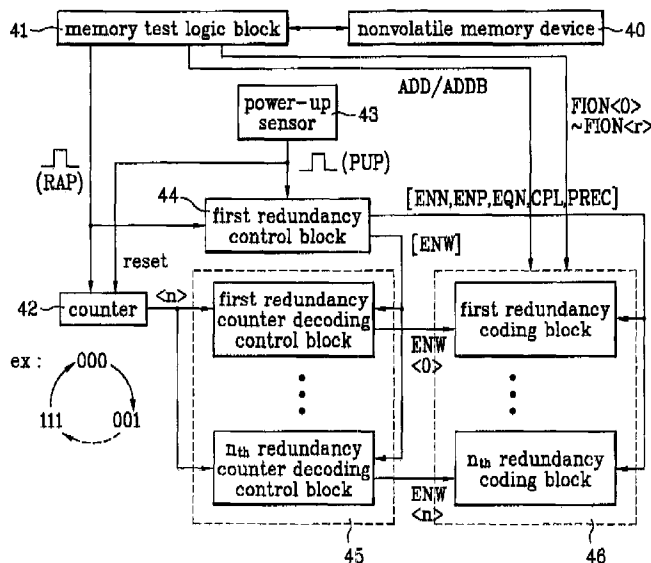 41
memory test logic block
nonvolatile memory device
40
ADD/ADDB
FION<0>
~FION<r>
power-up
sensor
43
(RAP)
(PUP)
44
first redundancy
control block
[ENN,ENP,EQN,CPL,PREC]
[ENW]
reset
42
counter
<n>
first redundancy
counter decoding
control block
ENW
<0>
first redundancy
coding block
ex :
000
111
001
nth redundancy
counter decoding
control block
ENW
<n>
nth redundancy
coding block
45
46